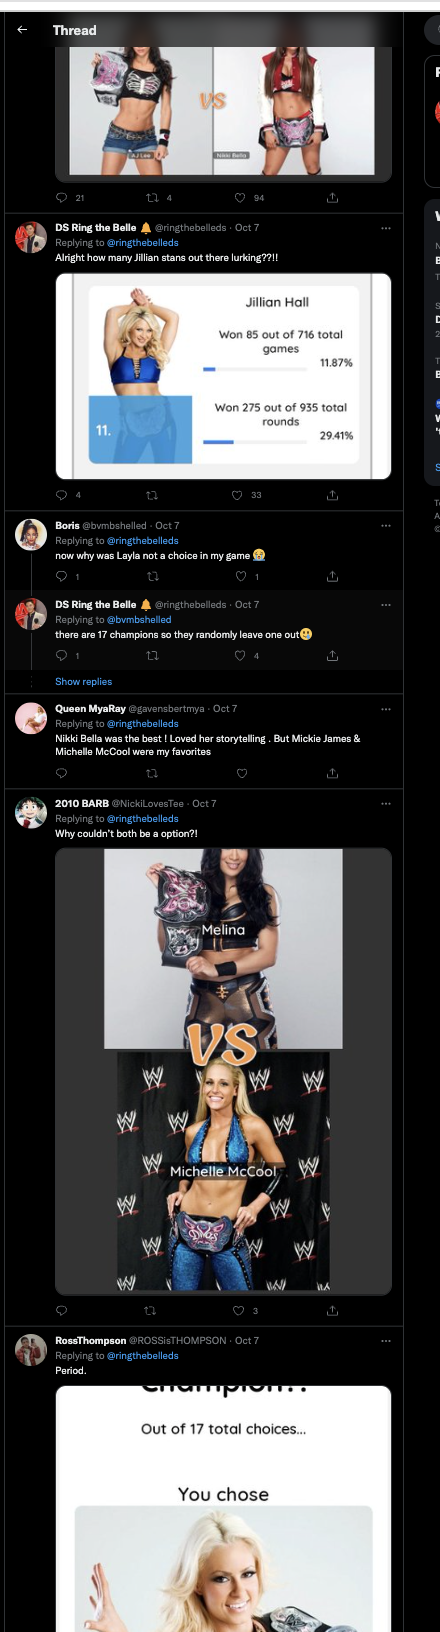 Thread
VS
AJ Lee
Nikki Bella
21
4
94
DS Ring the Belle 🔔 @ringthebelleds · Oct 7
Replying to @ringthebelleds
Alright how many Jillian stans out there lurking??!!
Jillian Hall
Won 85 out of 716 total
games
11.87%
Won 275 out of 935 total
rounds
29.41%
11.
4
33
Boris @bvmbshelled · Oct 7
Replying to @ringthebelleds
now why was Layla not a choice in my game 😭
1
1
DS Ring the Belle 🔔 @ringthebelleds · Oct 7
Replying to @bvmbshelled
there are 17 champions so they randomly leave one out😢
1
4
Show replies
Queen MyaRay @gavensbertmya · Oct 7
Replying to @ringthebelleds
Nikki Bella was the best ! Loved her storytelling . But Mickie James &
Michelle McCool were my favorites
2010 BARB @NickiLovesTee · Oct 7
Replying to @ringthebelleds
Why couldn't both be a option?!
Melina
VS
Michelle McCool
3
RossThompson @ROSSisTHOMPSON · Oct 7
Replying to @ringthebelleds
Period.
Champion??
Out of 17 total choices...
You chose